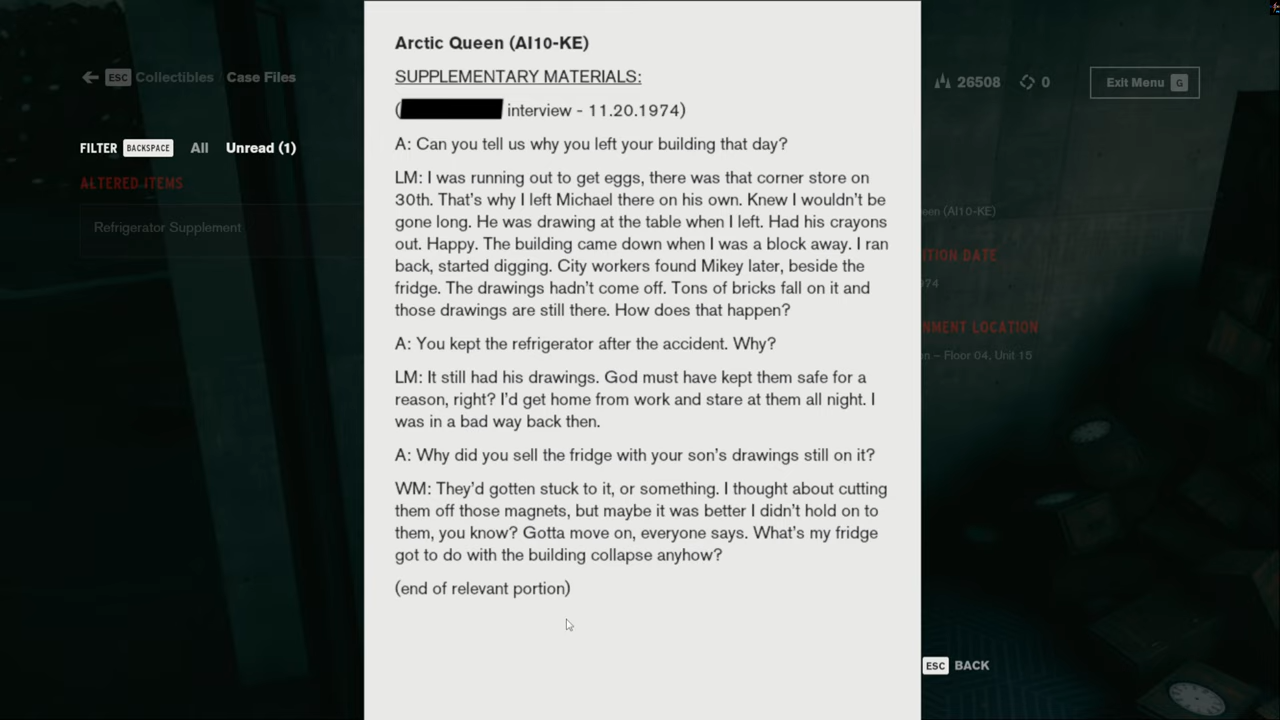 Arctic Queen (AI10-KE)
SUPPLEMENTARY MATERIALS:
( interview - 11.20.1974)
A: Can you tell us why you left your building that day?
LM: I was running out to get eggs, there was that corner store on
30th. That's why I left Michael there on his own. Knew I wouldn't be
gone long. He was drawing at the table when I left. Had his crayons
out. Happy. The building came down when I was a block away. I ran
back, started digging. City workers found Mikey later, beside the
fridge. The drawings hadn't come off. Tons of bricks fall on it and
those drawings are still there. How does that happen?
A: You kept the refrigerator after the accident. Why?
LM: It still had his drawings. God must have kept them safe for a
reason, right? I'd get home from work and stare at them all night. I
was in a bad way back then.
A: Why did you sell the fridge with your son's drawings still on it?
WM: They'd gotten stuck to it, or something. I thought about cutting
them off those magnets, but maybe it was better I didn't hold on to
them, you know? Gotta move on, everyone says. What's my fridge
got to do with the building collapse anyhow?
(end of relevant portion)
ESC Collectibles Case Files
FILTER BACKSPACE All Unread (1)
ALTERED ITEMS
Refrigerator Supplement
26508 0
Exit Menu G
een (AI10-KE)
ITION DATE
74
NMENT LOCATION
n – Floor 04, Unit 15
ESC BACK